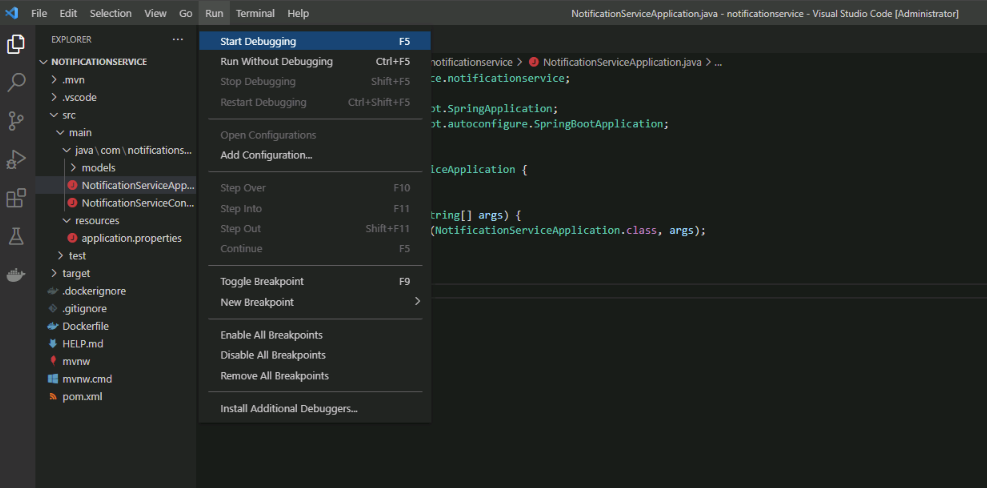 File Edit Selection View Go Run Terminal Help
NotificationServiceApplication.java - notificationservice - Visual Studio Code [Administrator]
EXPLORER ...
NOTIFICATIONSERVICE
.mvn
.vscode
src
main
java\com\notifications...
models
NotificationServiceApp...
NotificationServiceCon...
resources
application.properties
test
target
.dockerignore
.gitignore
Dockerfile
HELP.md
mvnw
mvnw.cmd
pom.xml
Start Debugging F5
Run Without Debugging Ctrl+F5
Stop Debugging Shift+F5
Restart Debugging Ctrl+Shift+F5
Open Configurations
Add Configuration...
Step Over F10
Step Into F11
Step Out Shift+F11
Continue F5
Toggle Breakpoint F9
New Breakpoint >
Enable All Breakpoints
Disable All Breakpoints
Remove All Breakpoints
Install Additional Debuggers...
notificationservice > NotificationServiceApplication.java > ...
ce.notificationservice;
ot.SpringApplication;
ot.autoconfigure.SpringBootApplication;
iceApplication {
tring[] args) {
(NotificationServiceApplication.class, args);